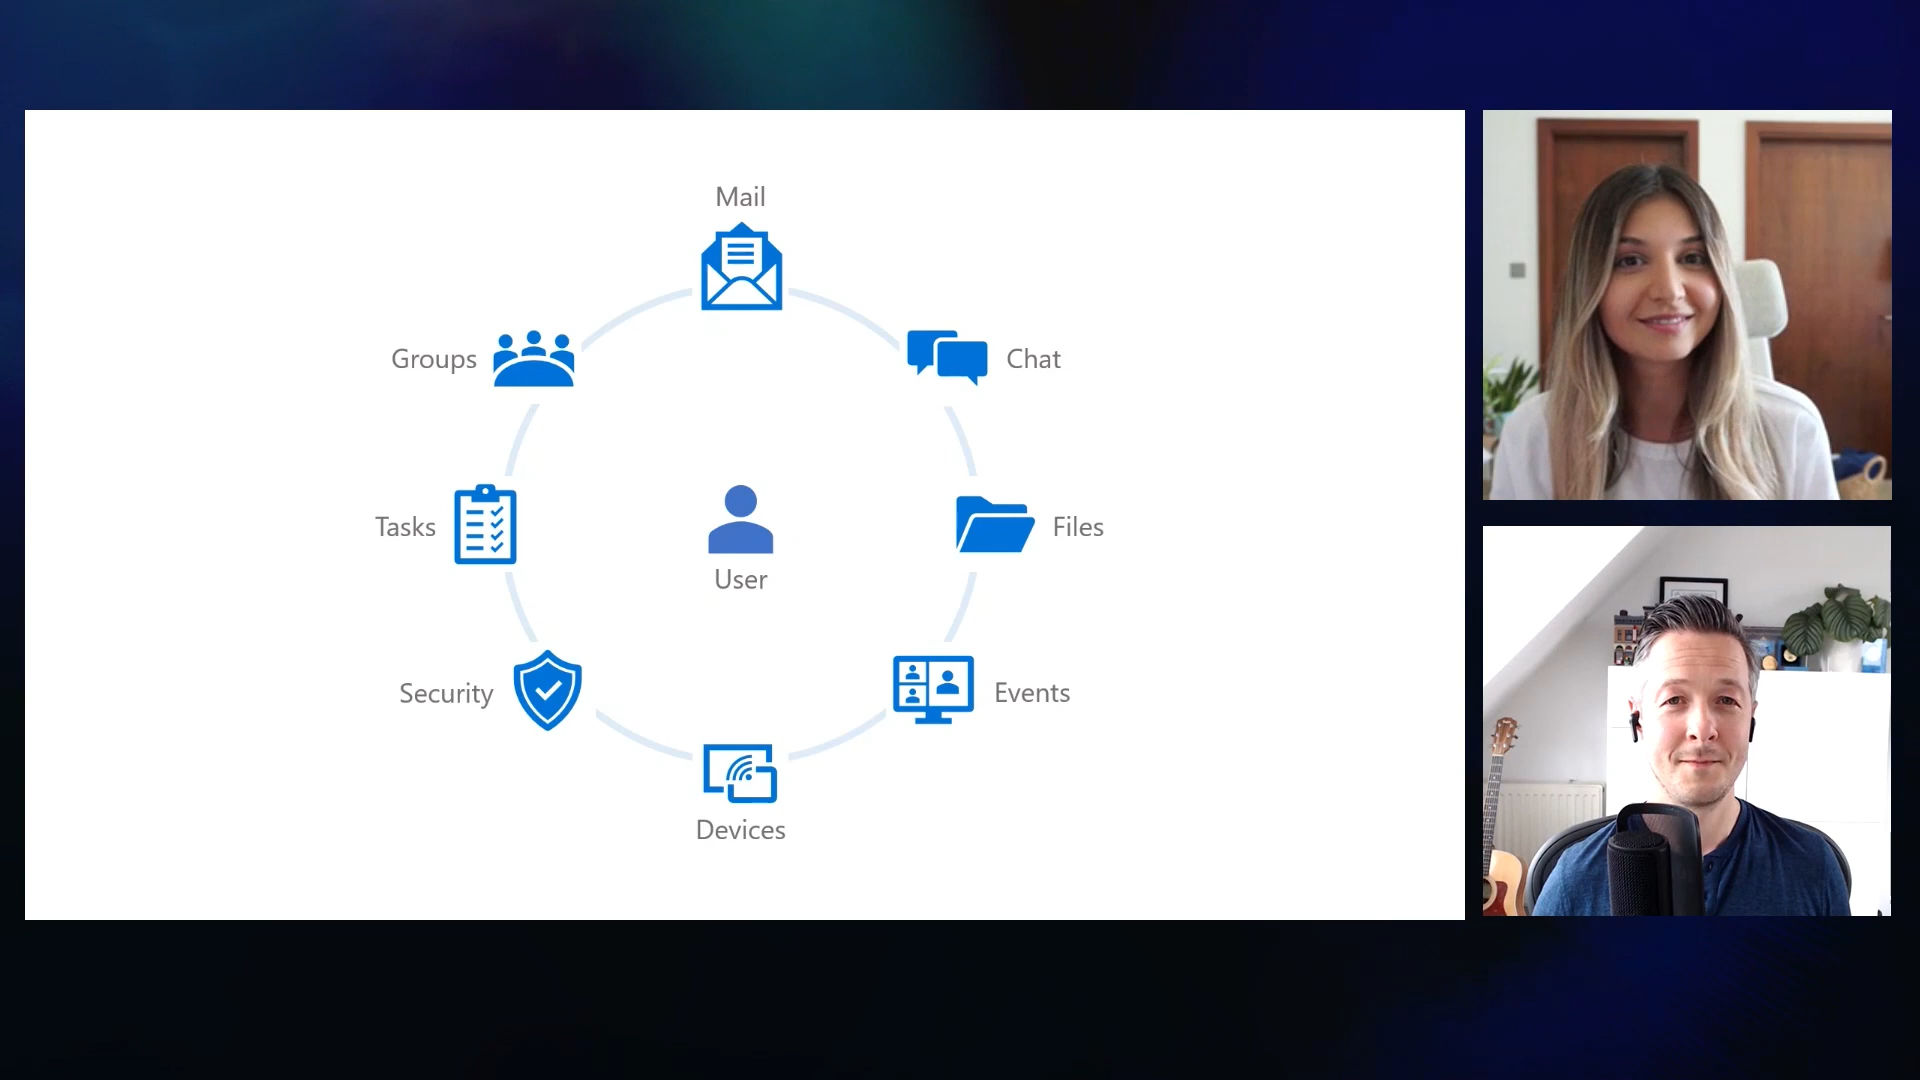 Mail
Groups
Chat
Tasks
Files
User
Security
Events
Devices